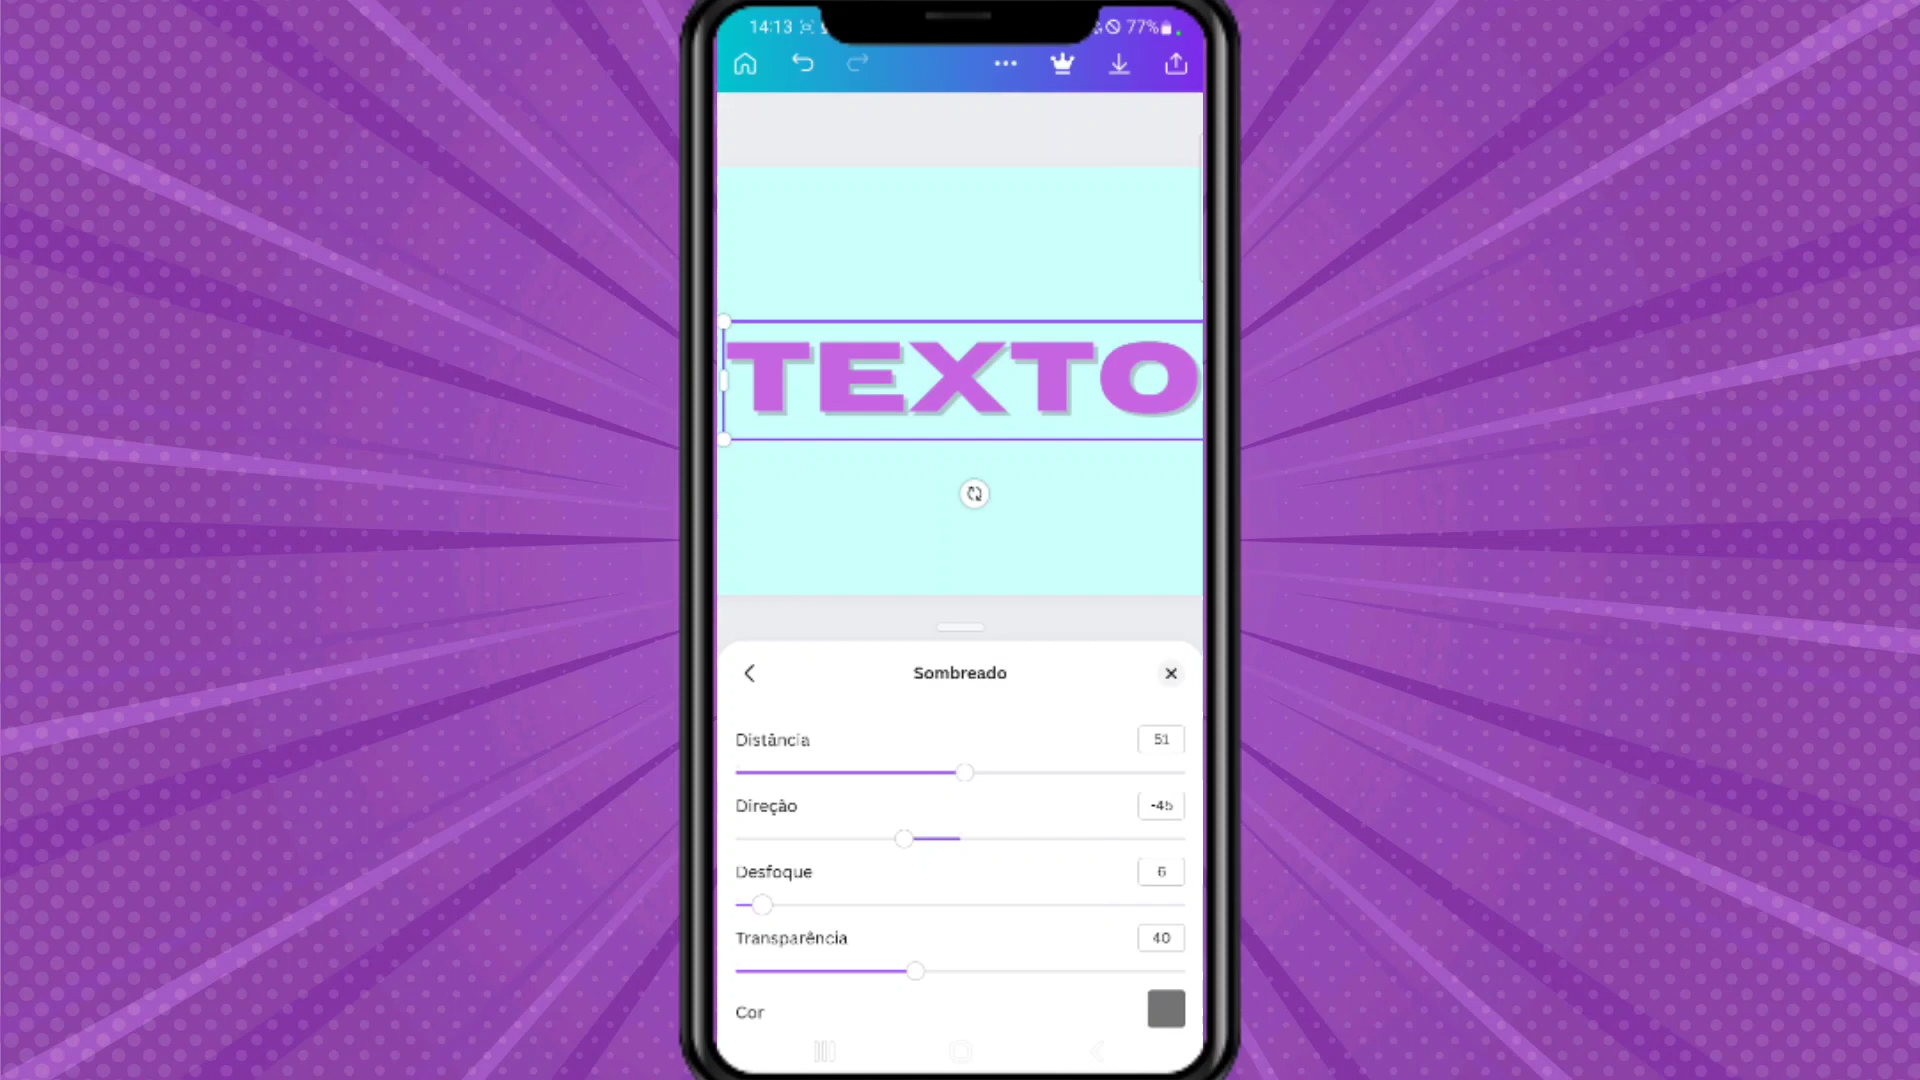 14:13
77%
TEXTO
Sombreado
Distância
51
Direção
-45
Desfoque
6
Transparência
40
Cor